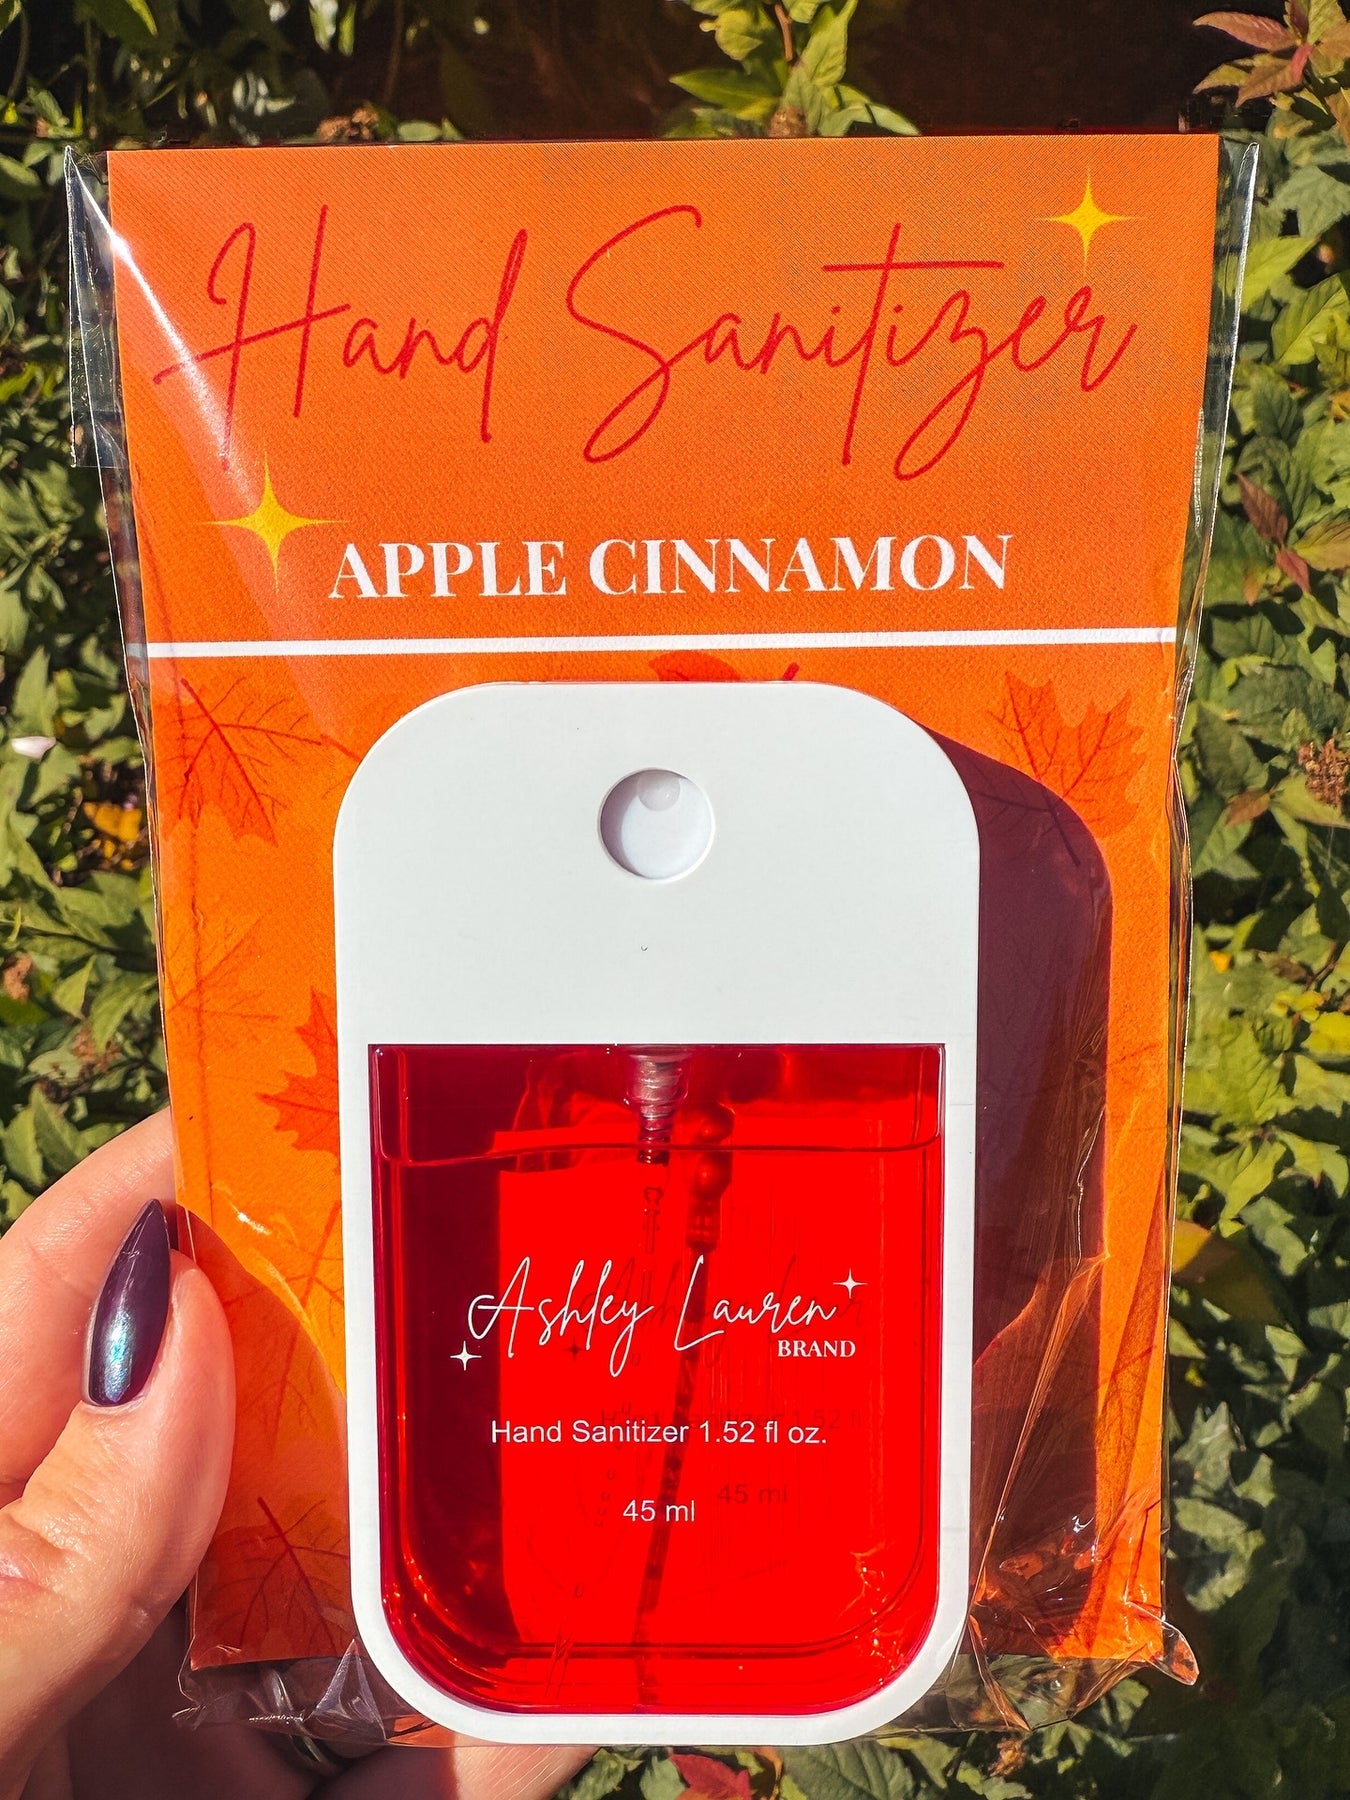 Hand Sanitizer
APPLE CINNAMON
Ashley Lauren
BRAND
Hand Sanitizer 1.52 fl oz.
45 ml